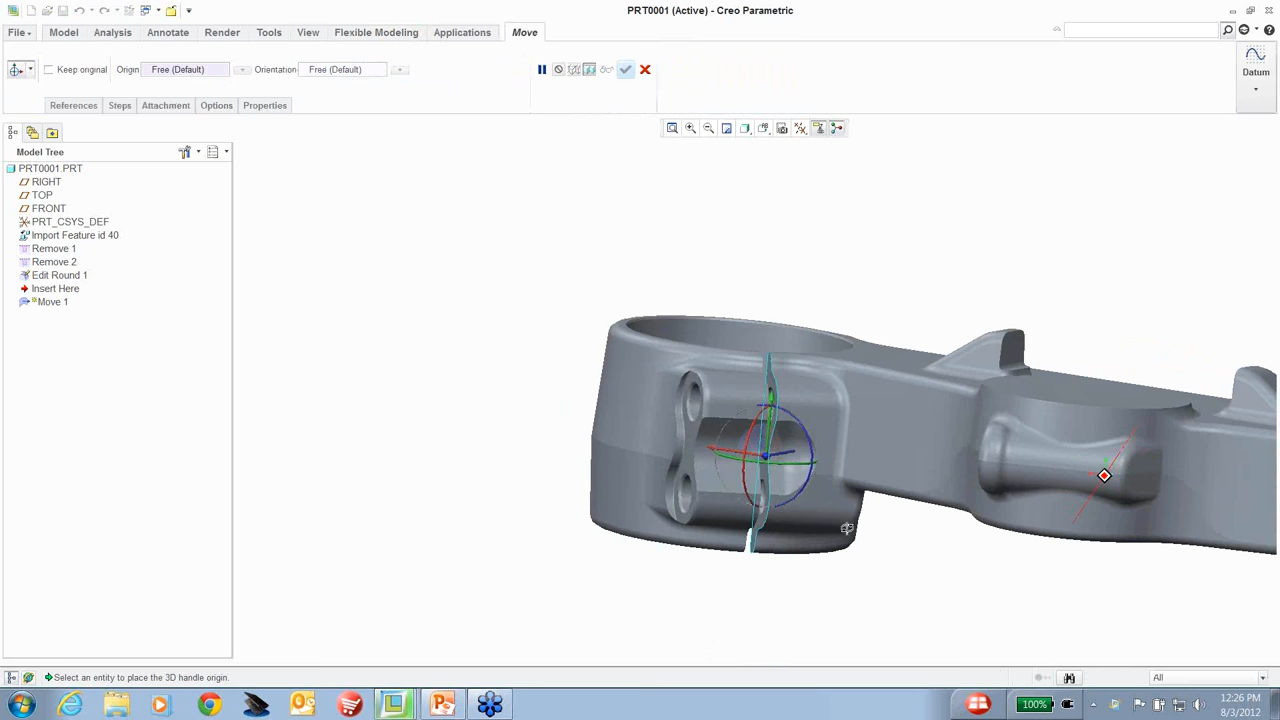 PRT0001 (Active) - Creo Parametric
File Model Analysis Annotate Render Tools View Flexible Modeling Applications Move
Keep original Origin Free (Default) Orientation Free (Default)
Datum
References Steps Attachment Options Properties
Model Tree
PRT0001.PRT
RIGHT
TOP
FRONT
PRT_CSYS_DEF
Import Feature id 40
Remove 1
Remove 2
Edit Round 1
Insert Here
Move 1
Select an entity to place the 3D handle origin.
All
100%
12:26 PM
8/3/2012